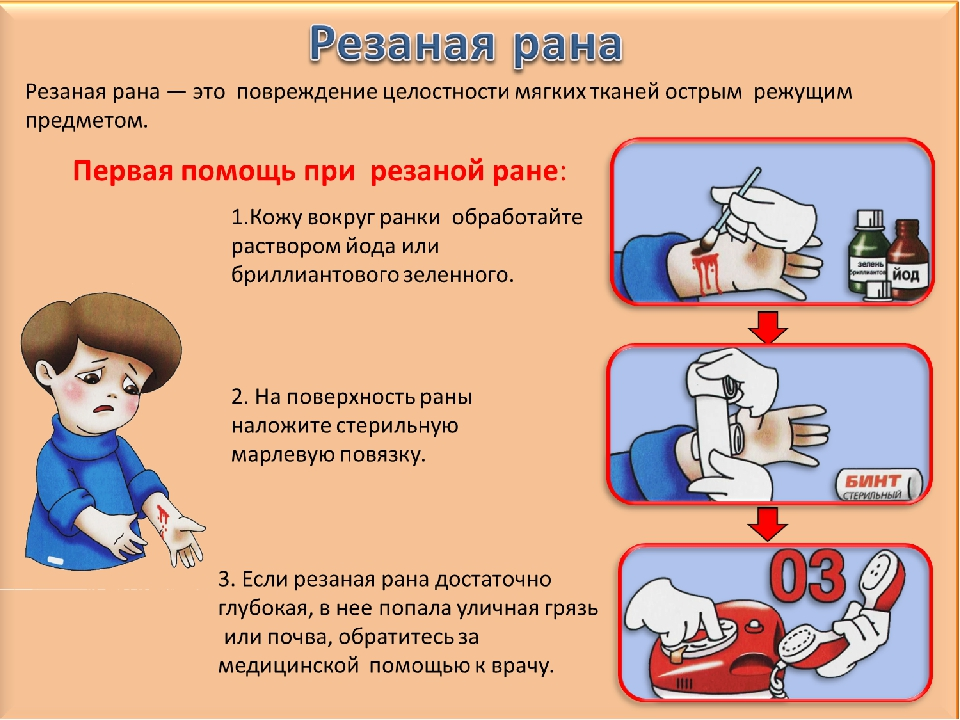 Резаная рана
Резаная рана — это повреждение целостности мягких тканей острым режущим
предметом.
Первая помощь при резаной ране:
1.Кожу вокруг ранки обработайте
раствором йода или
бриллиантового зеленного.
зелень
бриллиантовая
йод
2. На поверхность раны
наложите стерильную
марлевую повязку.
БИНТ
СТЕРИЛЬНЫЙ
3. Если резаная рана достаточно
глубокая, в нее попала уличная грязь
или почва, обратитесь за
медицинской помощью к врачу.
03